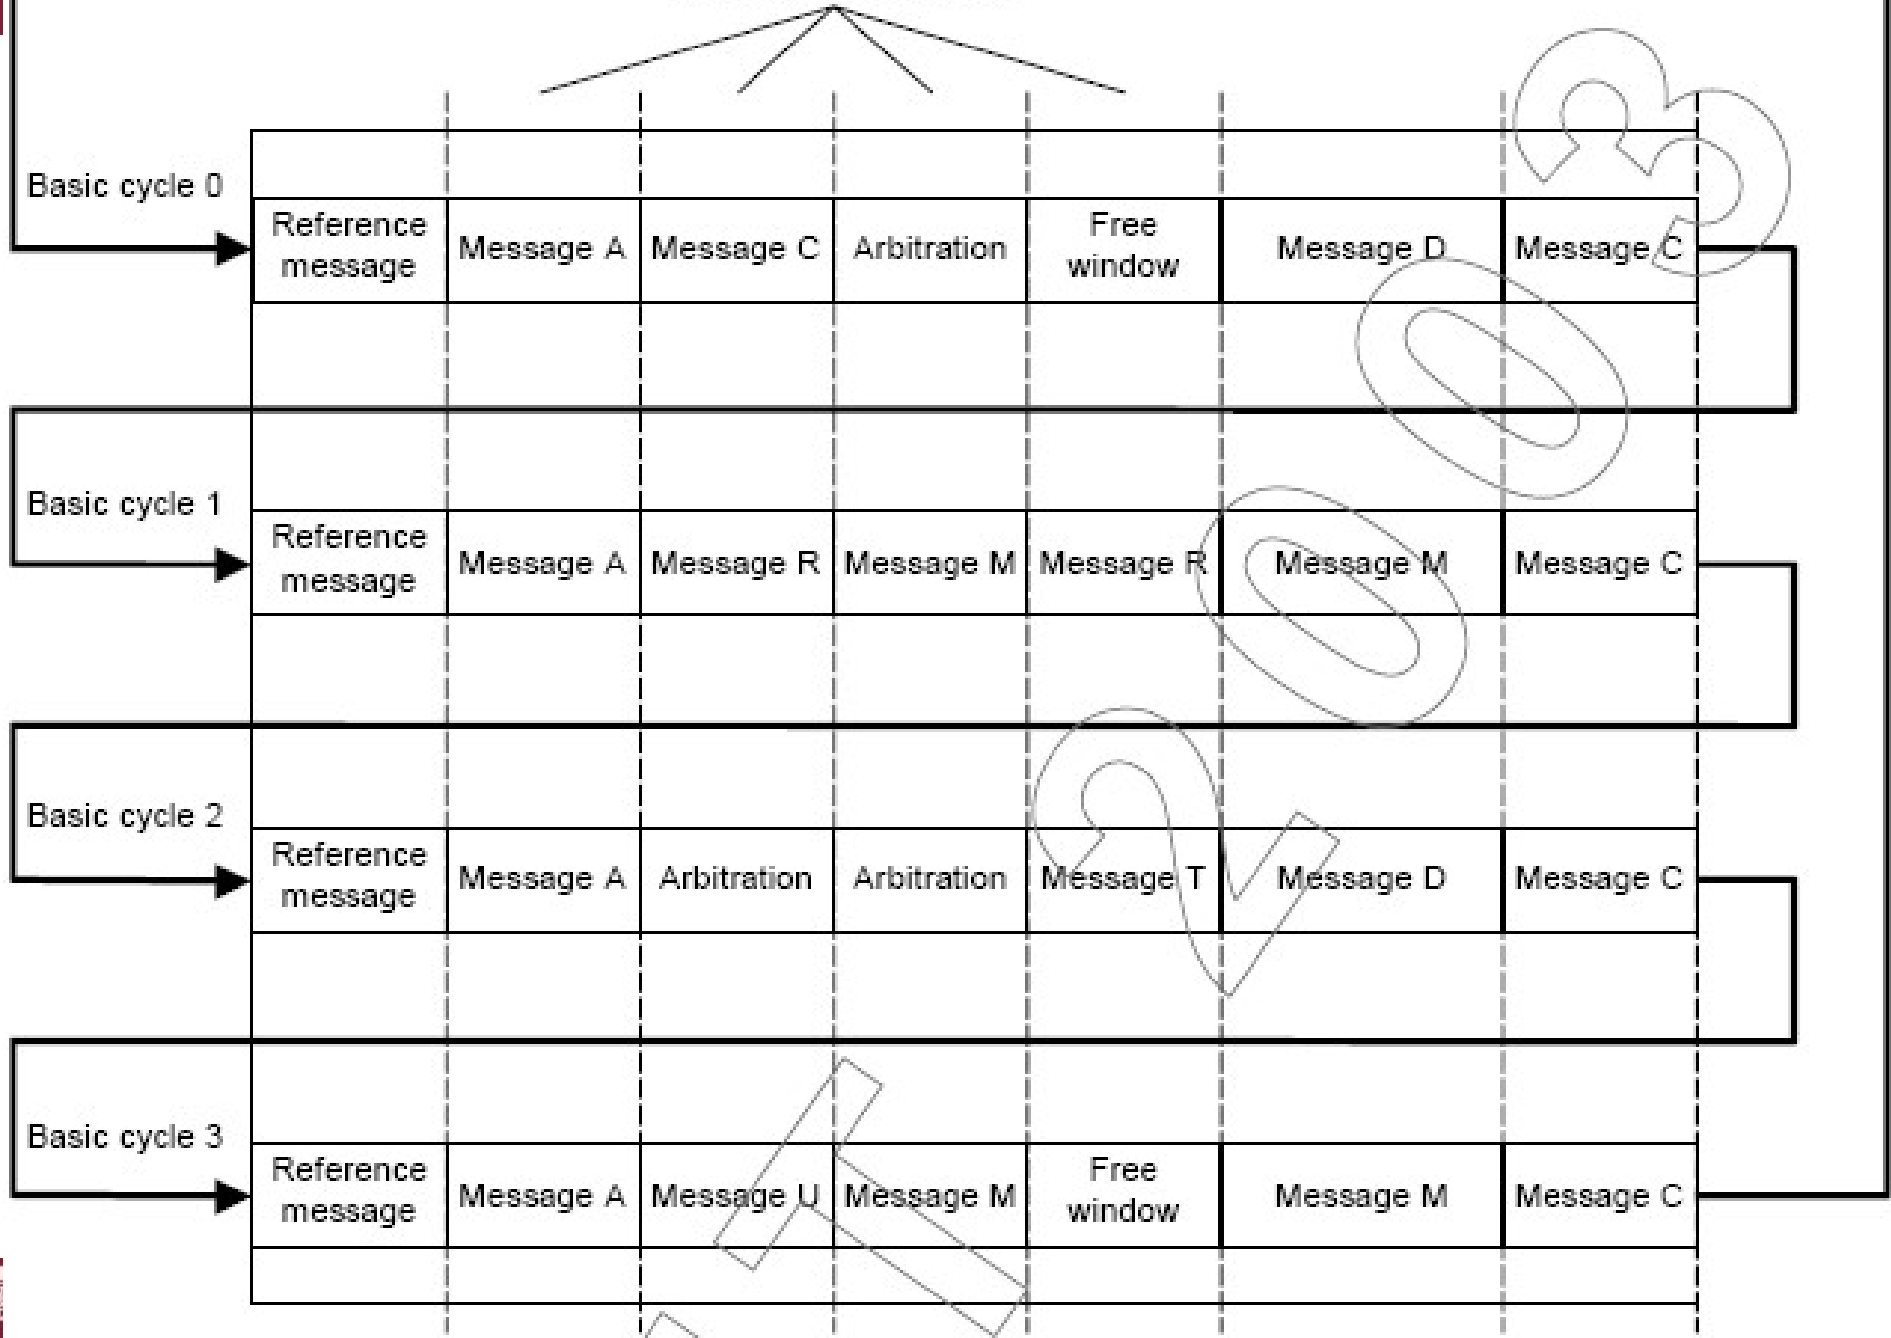 Basic cycle 0
Reference message
Message A
Message C
Arbitration
Free window
Message D
Message C
Basic cycle 1
Reference message
Message A
Message R
Message M
Message R
Message M
Message C
Basic cycle 2
Reference message
Message A
Arbitration
Arbitration
Message T
Message D
Message C
Basic cycle 3
Reference message
Message A
Message U
Message M
Free window
Message M
Message C
T 2003